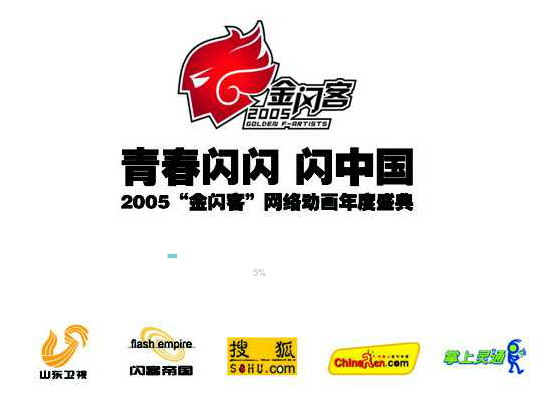 金闪客
2005
GOLDEN F-ARTISTS
青春闪闪 闪中国
2005“金闪客”网络动画年度盛典
5%
山东卫视
flash empire
闪客帝国
搜狐
SOHU.com
ChinaRen.com
掌上灵通